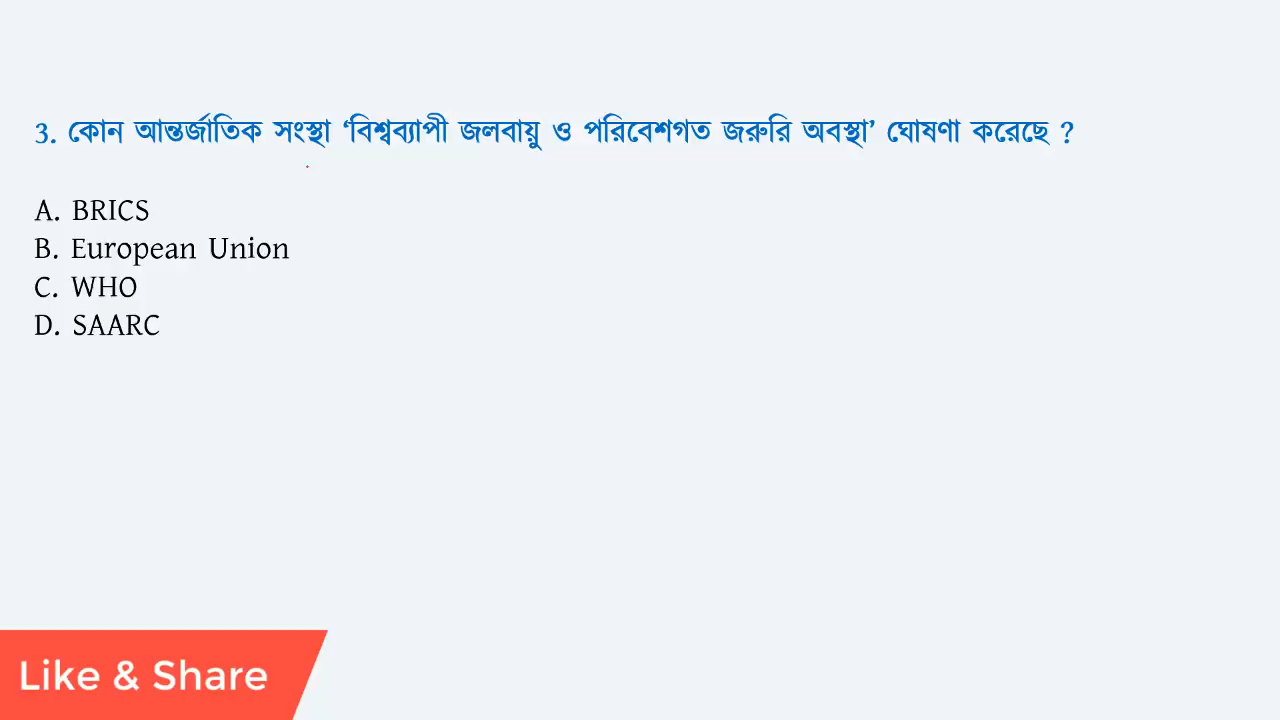 3. কোন আন্তর্জাতিক সংস্থা ‘বিশ্বব্যাপী জলবায়ু ও পরিবেশগত জরুরি অবস্থা’ ঘোষণা করেছে ?
A. BRICS
B. European Union
C. WHO
D. SAARC
Like & Share